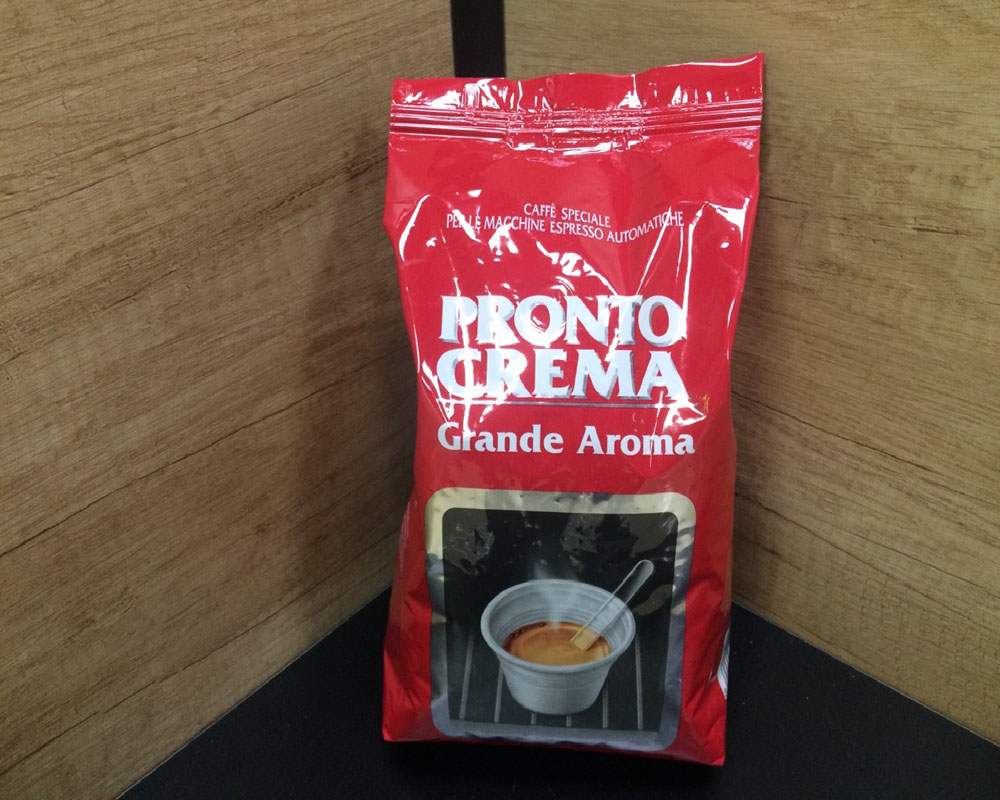 CAFFÈ SPECIALE
PER LE MACCHINE ESPRESSO AUTOMATICHE
PRONTO
CREMA
Grande Aroma